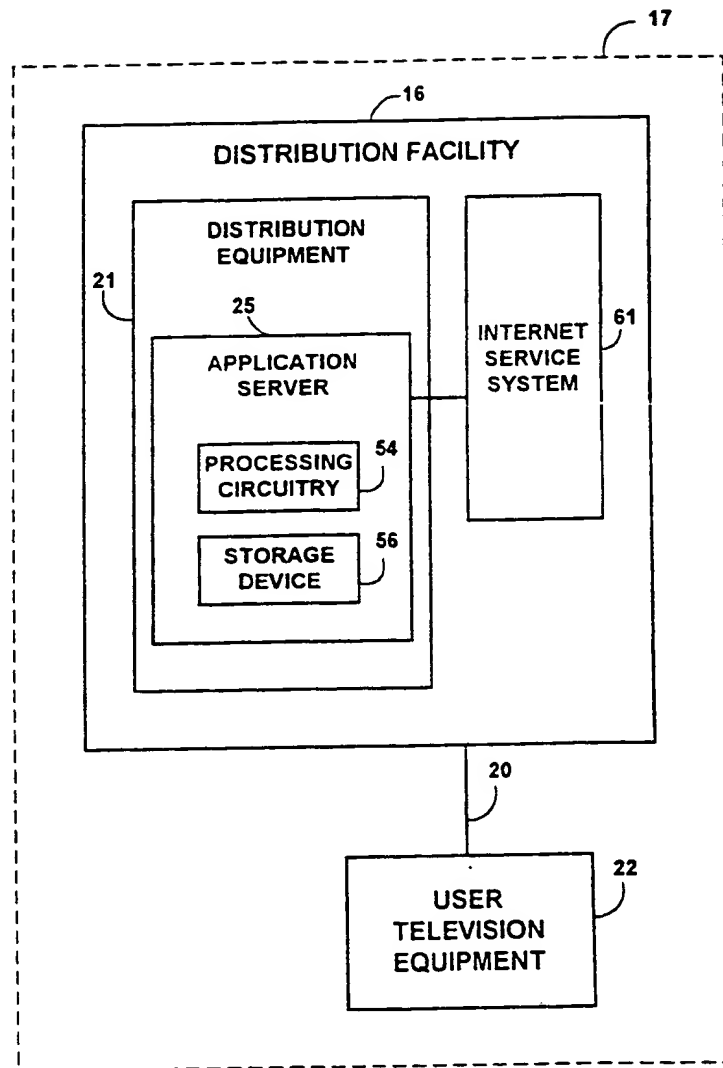 17
16
DISTRIBUTION FACILITY
DISTRIBUTION
EQUIPMENT
21
25
APPLICATION
SERVER
INTERNET
SERVICE
SYSTEM
61
PROCESSING
CIRCUITRY
54
STORAGE
DEVICE
56
20
USER
TELEVISION
EQUIPMENT
22